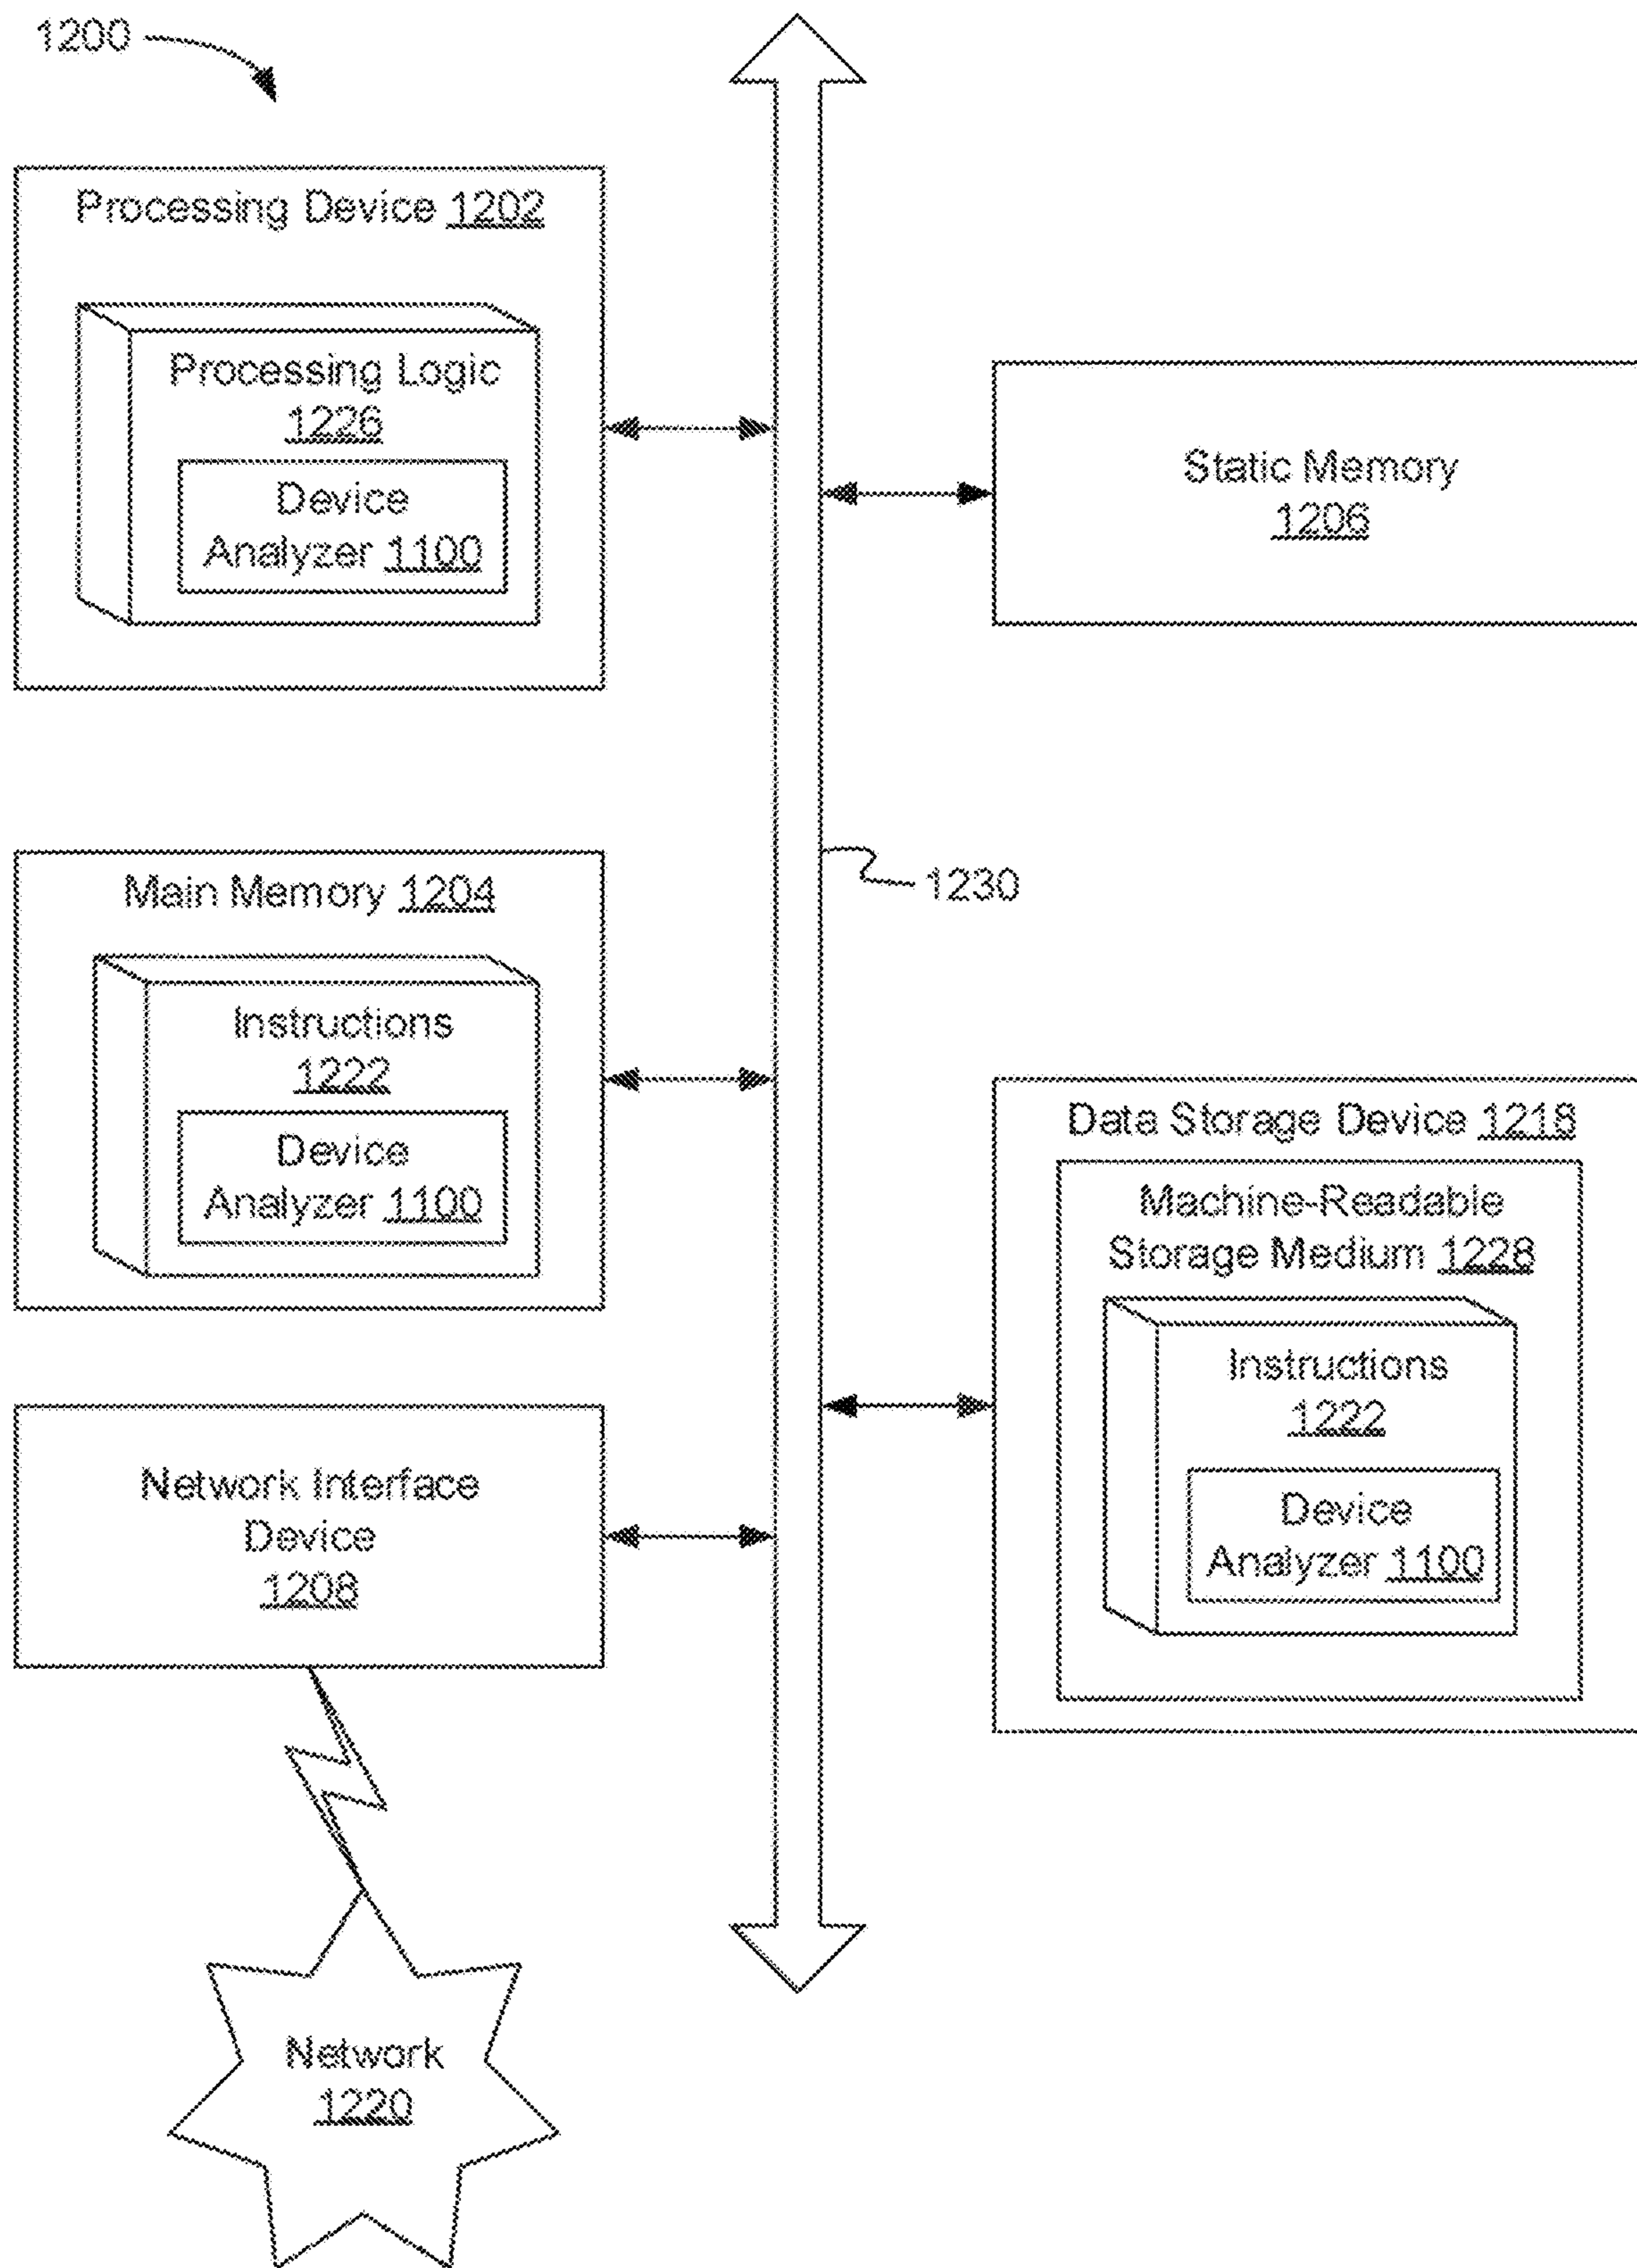 1200
Processing Device 1202
Processing Logic
1226
Device
Analyzer 1100
Static Memory
1206
Main Memory 1204
Instructions
1222
Device
Analyzer 1100
1230
Data Storage Device 1218
Machine-Readable
Storage Medium 1228
Instructions
1222
Device
Analyzer 1100
Network Interface
Device
1208
Network
1220